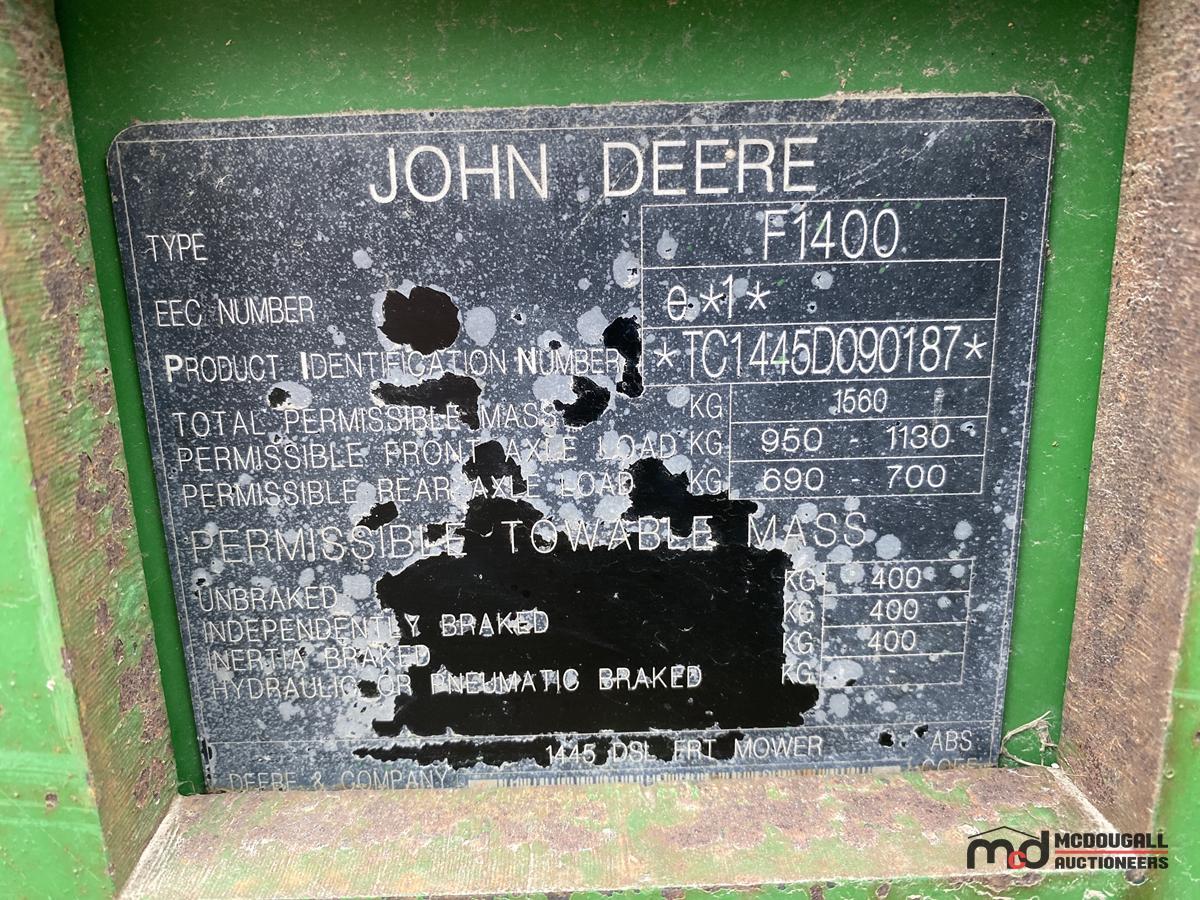 JOHN DEERE
TYPE F1400
EEC NUMBER e*1*
PRODUCT IDENTIFICATION NUMBER *TC1445D090187*
TOTAL PERMISSIBLE MASS KG 1560
PERMISSIBLE FRONT AXLE LOAD KG 950 - 1130
PERMISSIBLE REAR AXLE LOAD KG 690 - 700
PERMISSIBLE TOWABLE MASS
UNBRAKED KG 400
INDEPENDENTLY BRAKED KG 400
INERTIA BRAKED KG 400
HYDRAULIC OR PNEUMATIC BRAKED KG
1445 DSL FRT MOWER ABS
DEERE & COMPANY
mcd MCDOUGALL
AUCTIONEERS